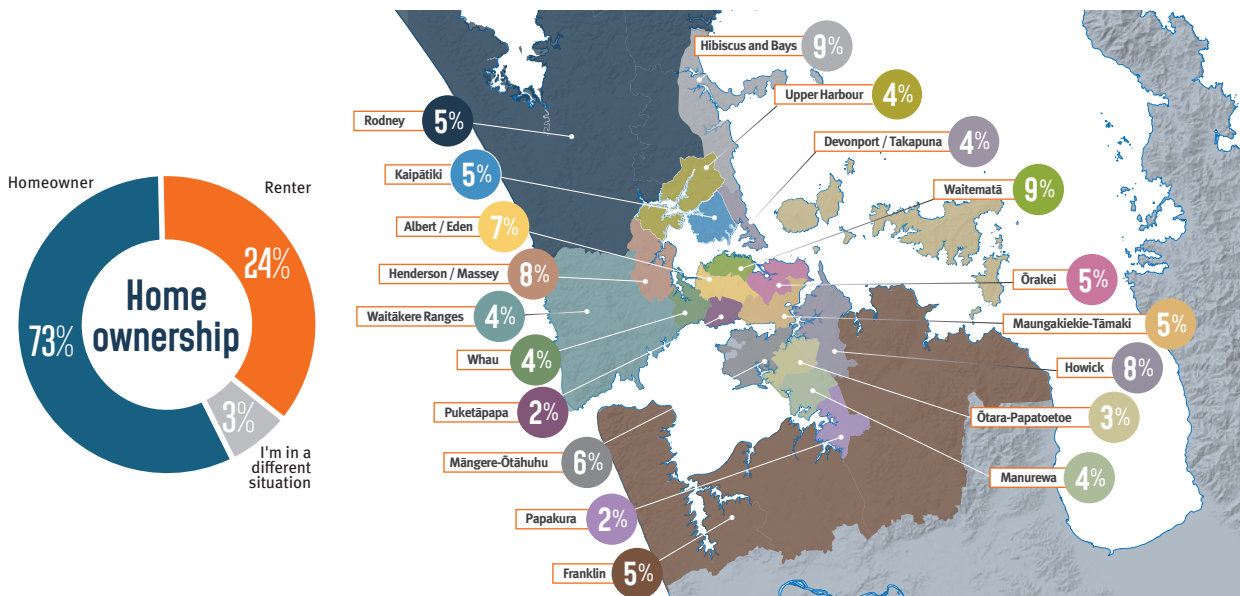 Homeowner
Renter
73%
24%
3%
Home
ownership
I'm in a
different
situation
Hibiscus and Bays 9%
Upper Harbour 4%
Rodney 5%
Devonport / Takapuna 4%
Kaipātiki 5%
Waitematā 9%
Albert / Eden 7%
Henderson / Massey 8%
Ōrakei 5%
Waitākere Ranges 4%
Maungakiekie-Tāmaki 5%
Whau 4%
Howick 8%
Puketāpapa 2%
Ōtara-Papatoetoe 3%
Māngere-Ōtāhuhu 6%
Manurewa 4%
Papakura 2%
Franklin 5%